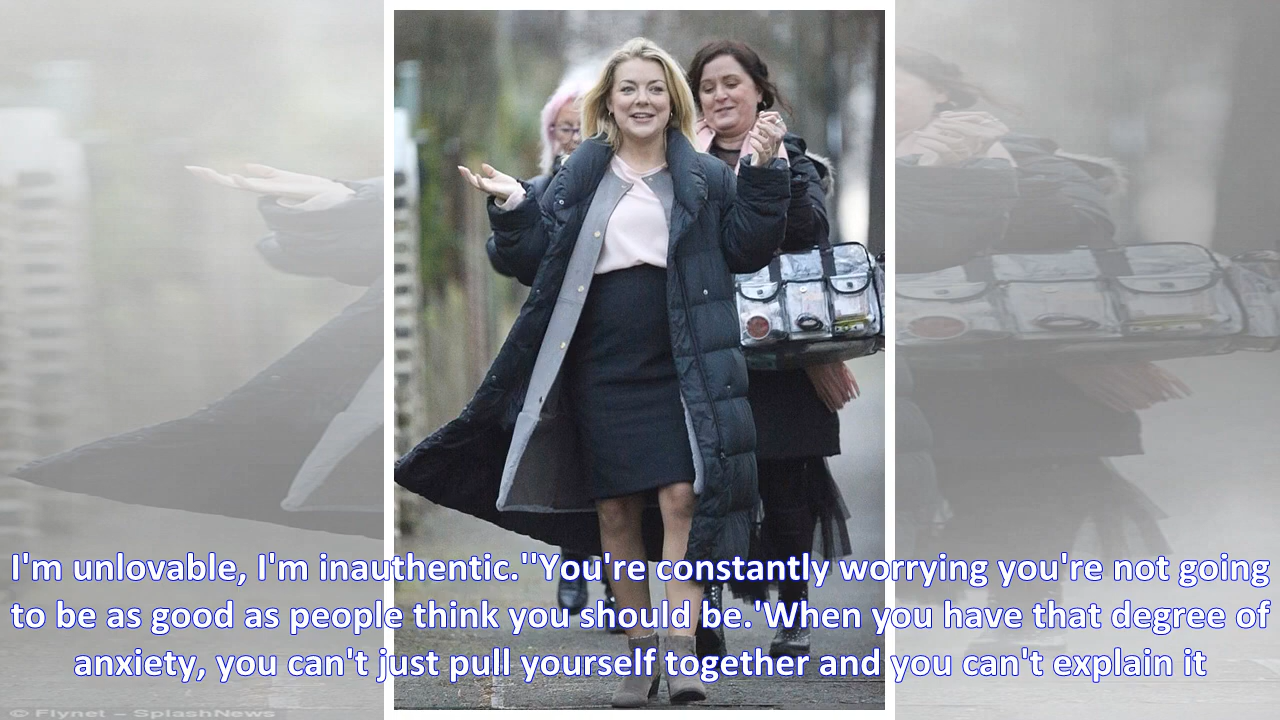 I'm unlovable, I'm inauthentic.''You're constantly worrying you're not going
to be as good as people think you should be.'When you have that degree of
anxiety, you can't just pull yourself together and you can't explain it
© Flynet – SplashNews